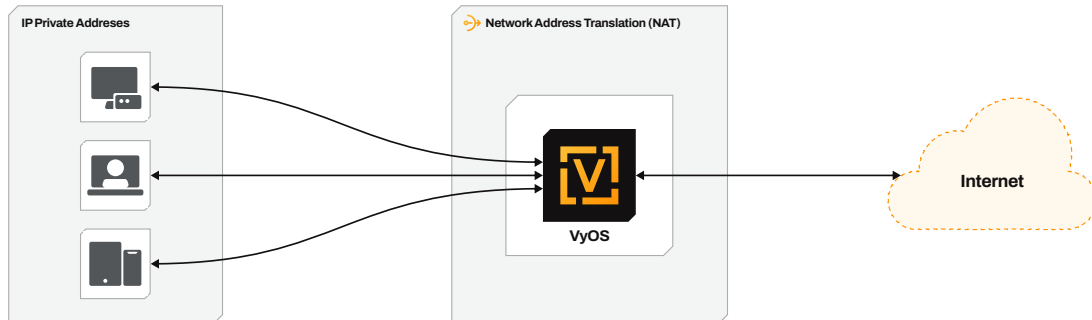 IP Private Addreses
Network Address Translation (NAT)
V
VyOS
Internet